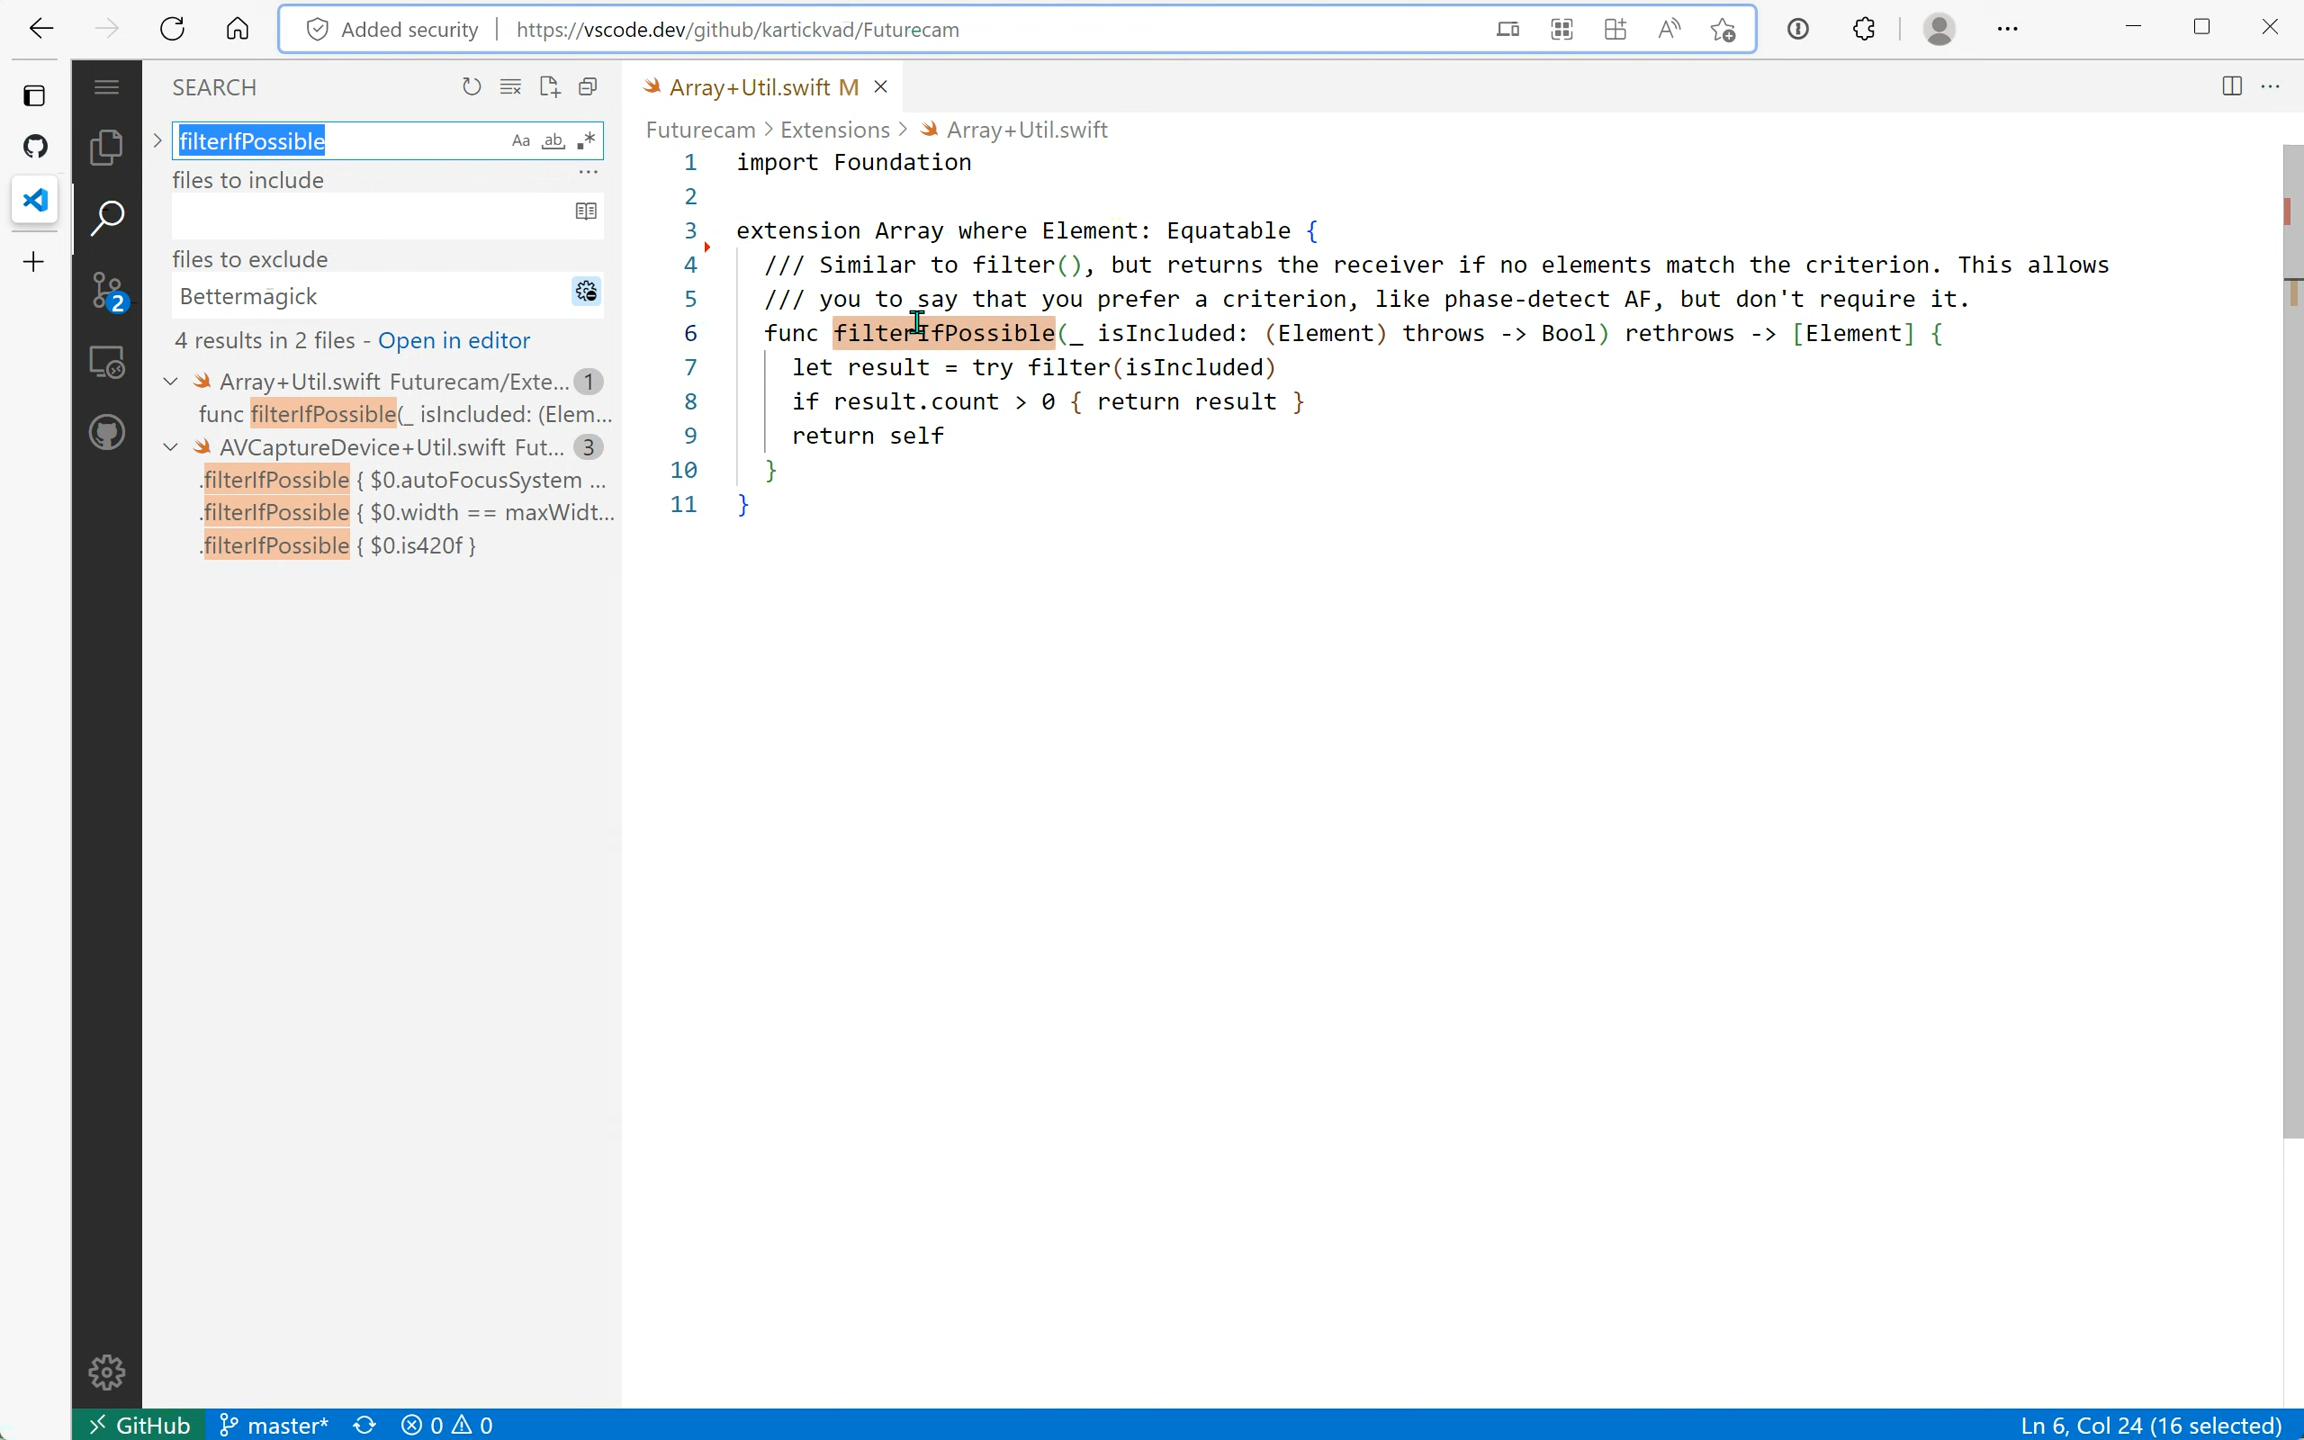 Added security
https://vscode.dev/github/kartickvad/Futurecam
SEARCH
filterIfPossible
Aa
ab
.*
files to include
files to exclude
Bettermagick
4 results in 2 files - Open in editor
Array+Util.swift Futurecam/Exte... 1
func filterIfPossible(_ isIncluded: (Elem...
AVCaptureDevice+Util.swift Fut... 3
.filterIfPossible { $0.autoFocusSystem ...
.filterIfPossible { $0.width == maxWidt...
.filterIfPossible { $0.is420f }
2
Array+Util.swift M
Futurecam > Extensions > Array+Util.swift
1 import Foundation
2
3 extension Array where Element: Equatable {
4 /// Similar to filter(), but returns the receiver if no elements match the criterion. This allows
5 /// you to say that you prefer a criterion, like phase-detect AF, but don't require it.
6 func filterIfPossible(_ isIncluded: (Element) throws -> Bool) rethrows -> [Element] {
7 let result = try filter(isIncluded)
8 if result.count > 0 { return result }
9 return self
10 }
11 }
GitHub master* 0 0 Ln 6, Col 24 (16 selected)